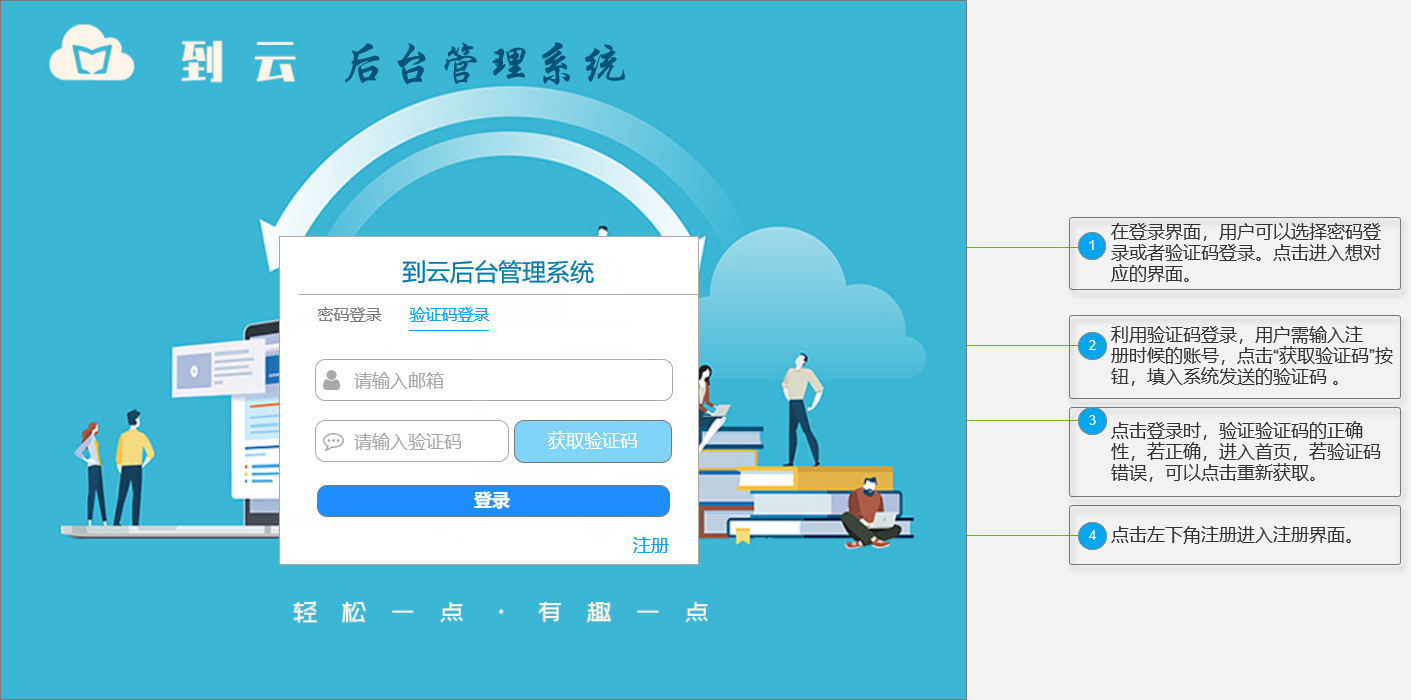 到云 后台管理系统
到云后台管理系统
密码登录 验证码登录
请输入邮箱
请输入验证码 获取验证码
登录
注册
轻松一点·有趣一点
1 在登录界面，用户可以选择密码登
录或者验证码登录。点击进入想对
应的界面。
2 利用验证码登录，用户需输入注
册时候的账号，点击“获取验证码”按
钮，填入系统发送的验证码 。
3 点击登录时，验证验证码的正确
性，若正确，进入首页，若验证码
错误，可以点击重新获取。
4 点击左下角注册进入注册界面。